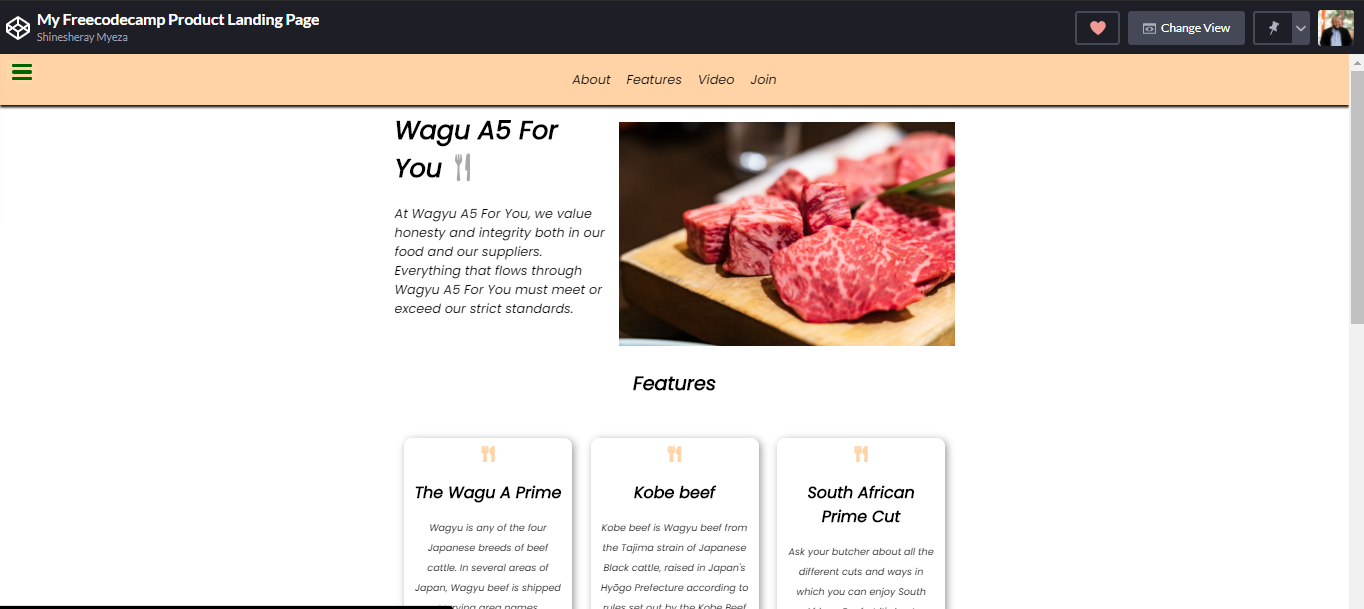 My Freecodecamp Product Landing Page
Shinesheray Myeza
Change View
About Features Video Join
Wagu A5 For
You
At Wagyu A5 For You, we value
honesty and integrity both in our
food and our suppliers.
Everything that flows through
Wagyu A5 For You must meet or
exceed our strict standards.
Features
The Wagu A Prime
Wagyu is any of the four
Japanese breeds of beef
cattle. In several areas of
Japan, Wagyu beef is shipped
area names.
Kobe beef
Kobe beef is Wagyu beef from
the Tajima strain of Japanese
Black cattle, raised in Japan's
Hyōgo Prefecture according to
rules set out by the Kobe Beef
South African
Prime Cut
Ask your butcher about all the
different cuts and ways in
which you can enjoy South